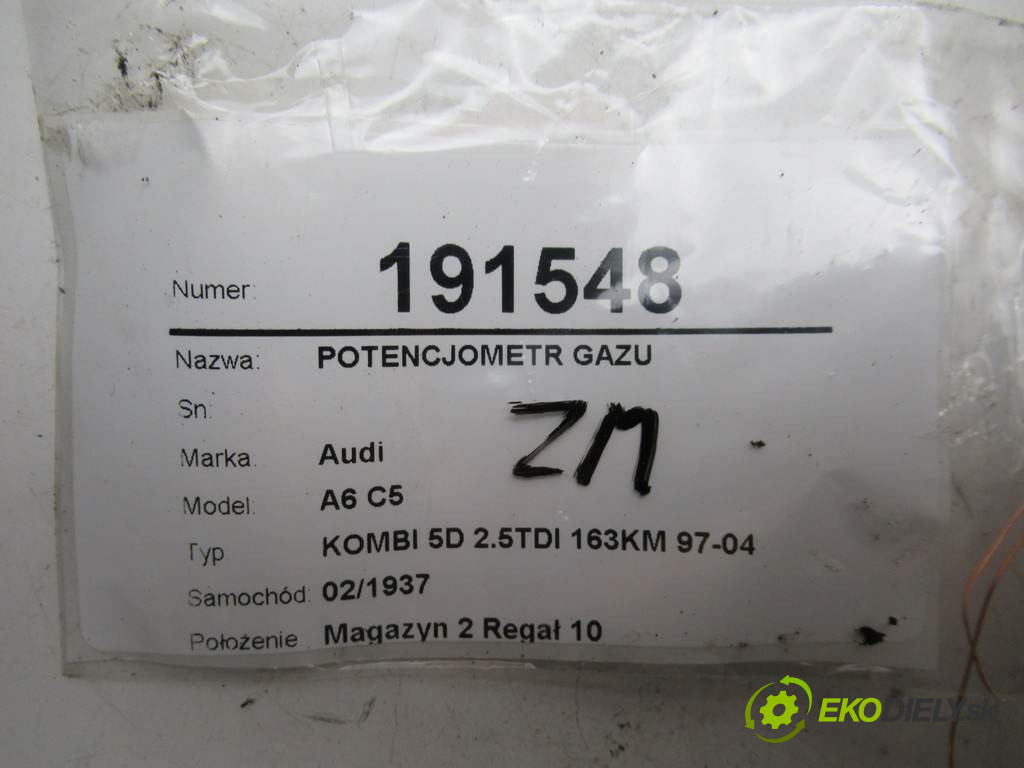 Numer: 191548
Nazwa: POTENCJOMETR GAZU
Sn:
ZM
Marka: Audi
Model: A6 C5
Typ KOMBI 5D 2.5TDI 163KM 97-04
Samochód: 02/1937
Położenie Magazyn 2 Regał 10
EKODIELY.sk